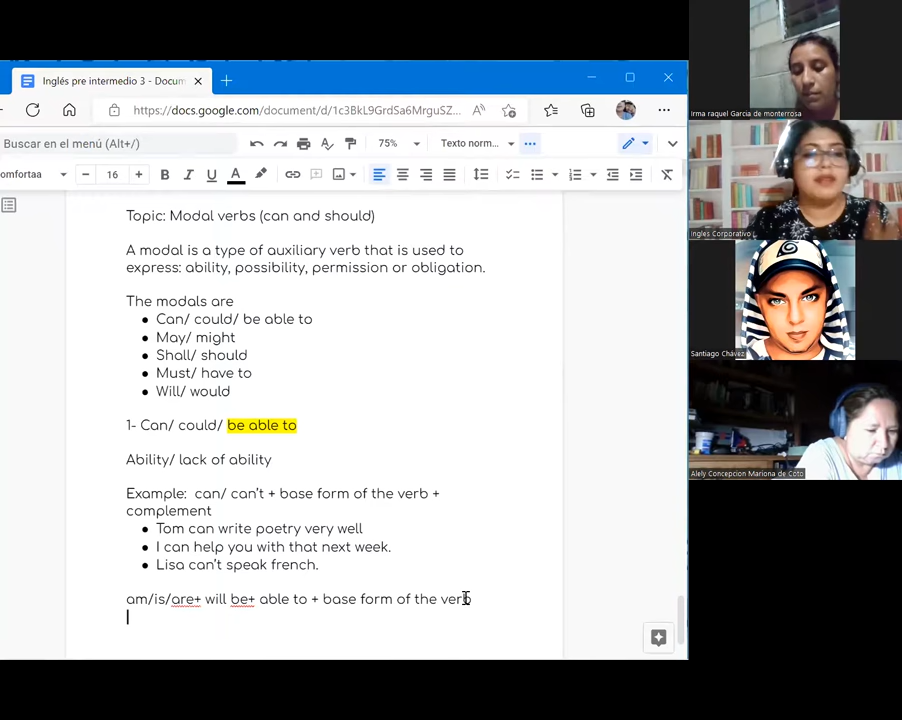 Inglés pre intermedio 3 - Docum
https://docs.google.com/document/d/1c3BkL9GrdSa6MrguSZ...
Buscar en el menú (Alt+/)
75%
Texto norm...
omfortaa
16
Topic: Modal verbs (can and should)
A modal is a type of auxiliary verb that is used to
express: ability, possibility, permission or obligation.
The modals are
Can/ could/ be able to
May/ might
Shall/ should
Must/ have to
Will/ would
1- Can/ could/ be able to
Ability/ lack of ability
Example: can/ can't + base form of the verb +
complement
Tom can write poetry very well
I can help you with that next week.
Lisa can't speak french.
am/is/are+ will be+ able to + base form of the verb
Irma raquel Garcia de monterrosa
Ingles Corporativo
Santiago Chávez
Alely Concepcion Mariona de Coto